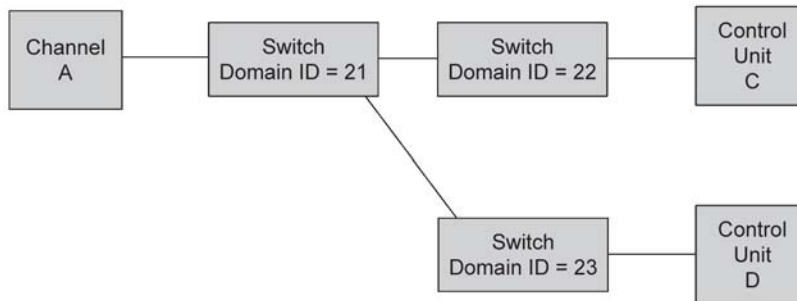 Channel
A
Switch
Domain ID = 21
Switch
Domain ID = 22
Control
Unit
C
Switch
Domain ID = 23
Control
Unit
D